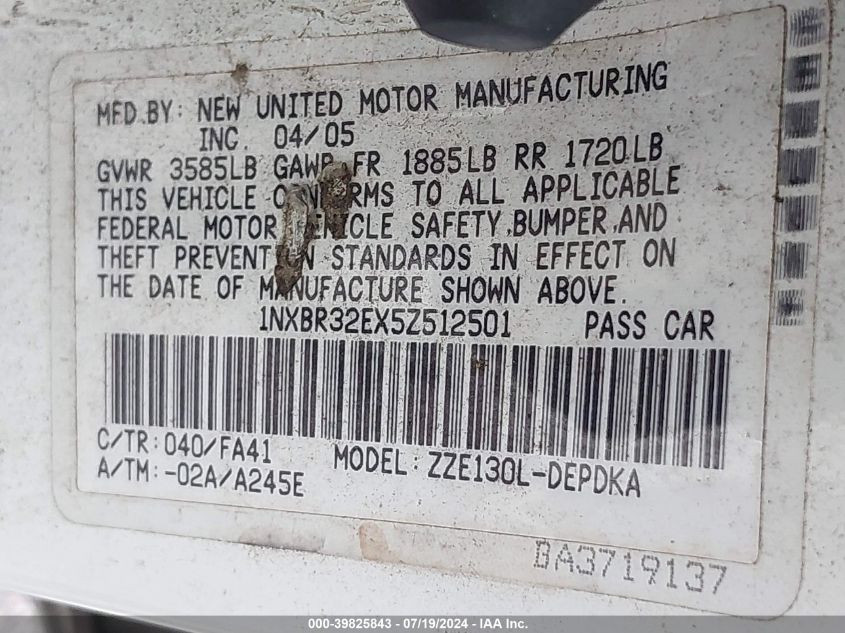 MFD.BY: NEW UNITED MOTOR MANUFACTURING
INC. 04/05
GVWR 3585LB GAWR FR 1885LB RR 1720LB
THIS VEHICLE CONFORMS TO ALL APPLICABLE
FEDERAL MOTOR VEHICLE SAFETY,BUMPER,AND
THEFT PREVENTION STANDARDS IN EFFECT ON
THE DATE OF MANUFACTURE SHOWN ABOVE.
1NXBR32EX5Z512501 PASS CAR
C/TR: 040/FA41 MODEL: ZZE130L-DEPDKA
A/TM: -02A/A245E
BA3719137
000-39825843 - 07/19/2024 - IAA Inc.